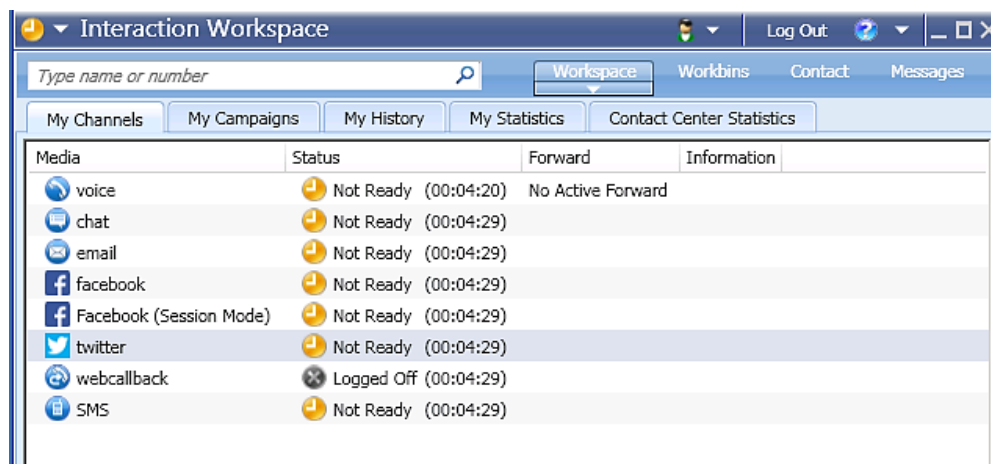 Interaction Workspace Log Out
Type name or number Workspace Workbins Contact Messages
My Channels My Campaigns My History My Statistics Contact Center Statistics
Media Status Forward Information
voice Not Ready (00:04:20) No Active Forward
chat Not Ready (00:04:29)
email Not Ready (00:04:29)
facebook Not Ready (00:04:29)
Facebook (Session Mode) Not Ready (00:04:29)
twitter Not Ready (00:04:29)
webcallback Logged Off (00:04:29)
SMS Not Ready (00:04:29)